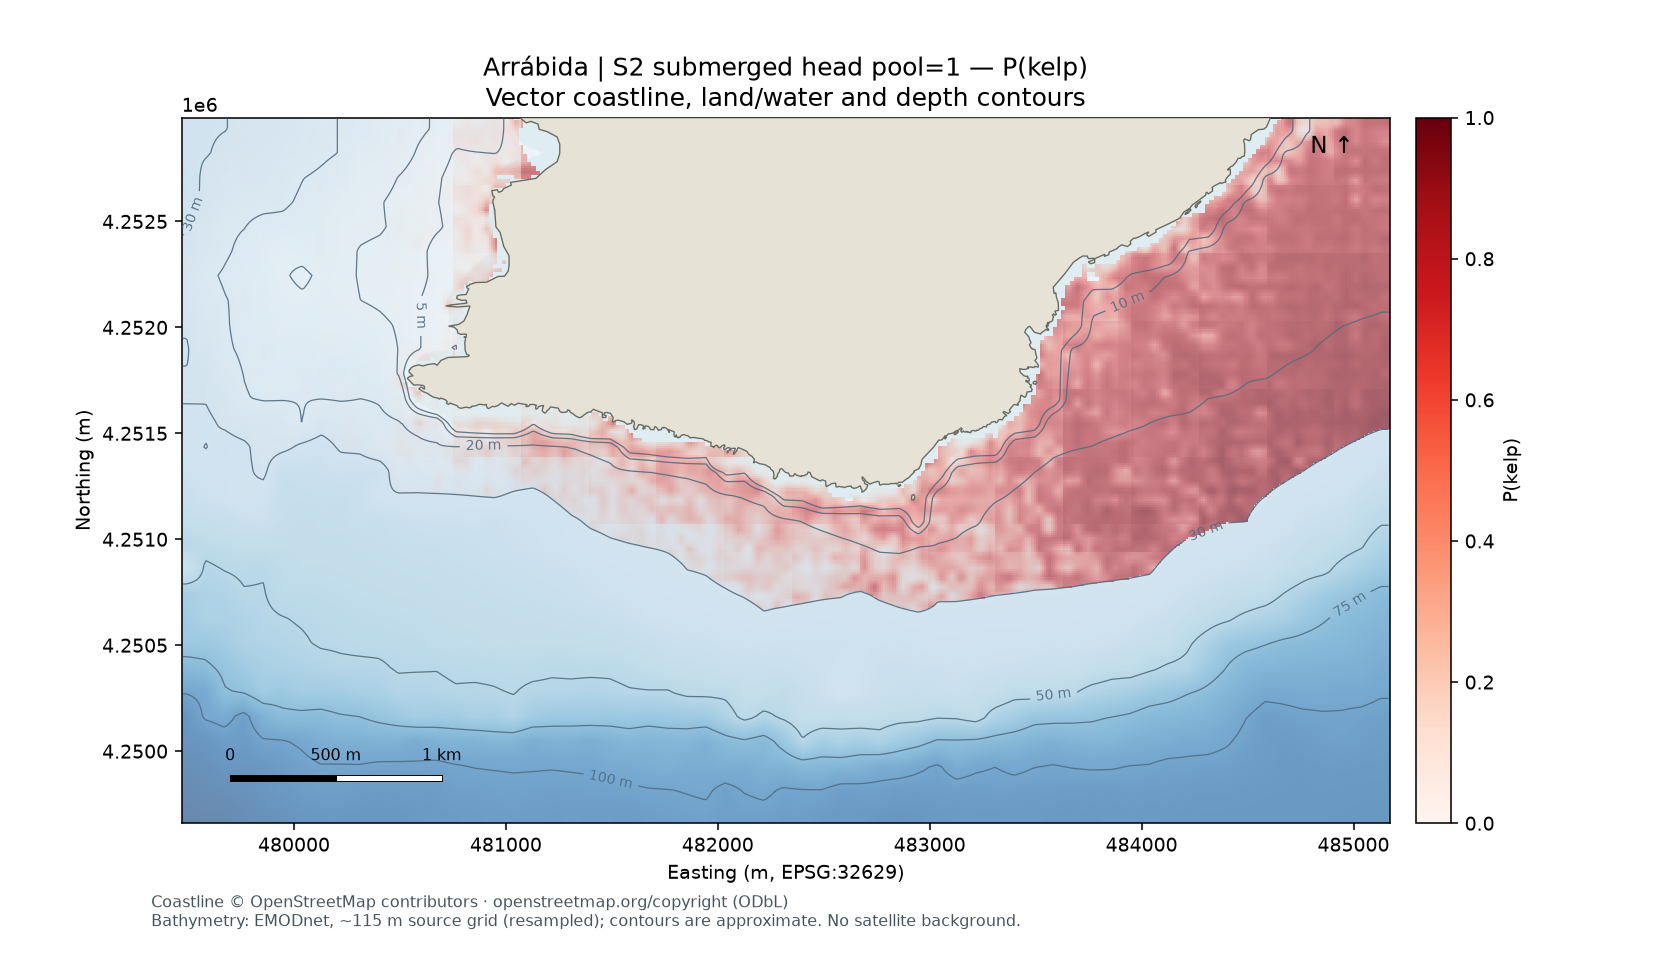 Arrábida | S2 submerged head pool=1 — P(kelp)
Vector coastline, land/water and depth contours
1e6
N ↑
4.2525
4.2520
4.2515
4.2510
4.2505
4.2500
Northing (m)
30 m
5 m
10 m
20 m
30 m
75 m
50 m
100 m
0 500 m 1 km
480000 481000 482000 483000 484000 485000
Easting (m, EPSG:32629)
1.0
0.8
0.6
0.4
0.2
0.0
P(kelp)
Coastline © OpenStreetMap contributors · openstreetmap.org/copyright (ODbL)
Bathymetry: EMODnet, ~115 m source grid (resampled); contours are approximate. No satellite background.